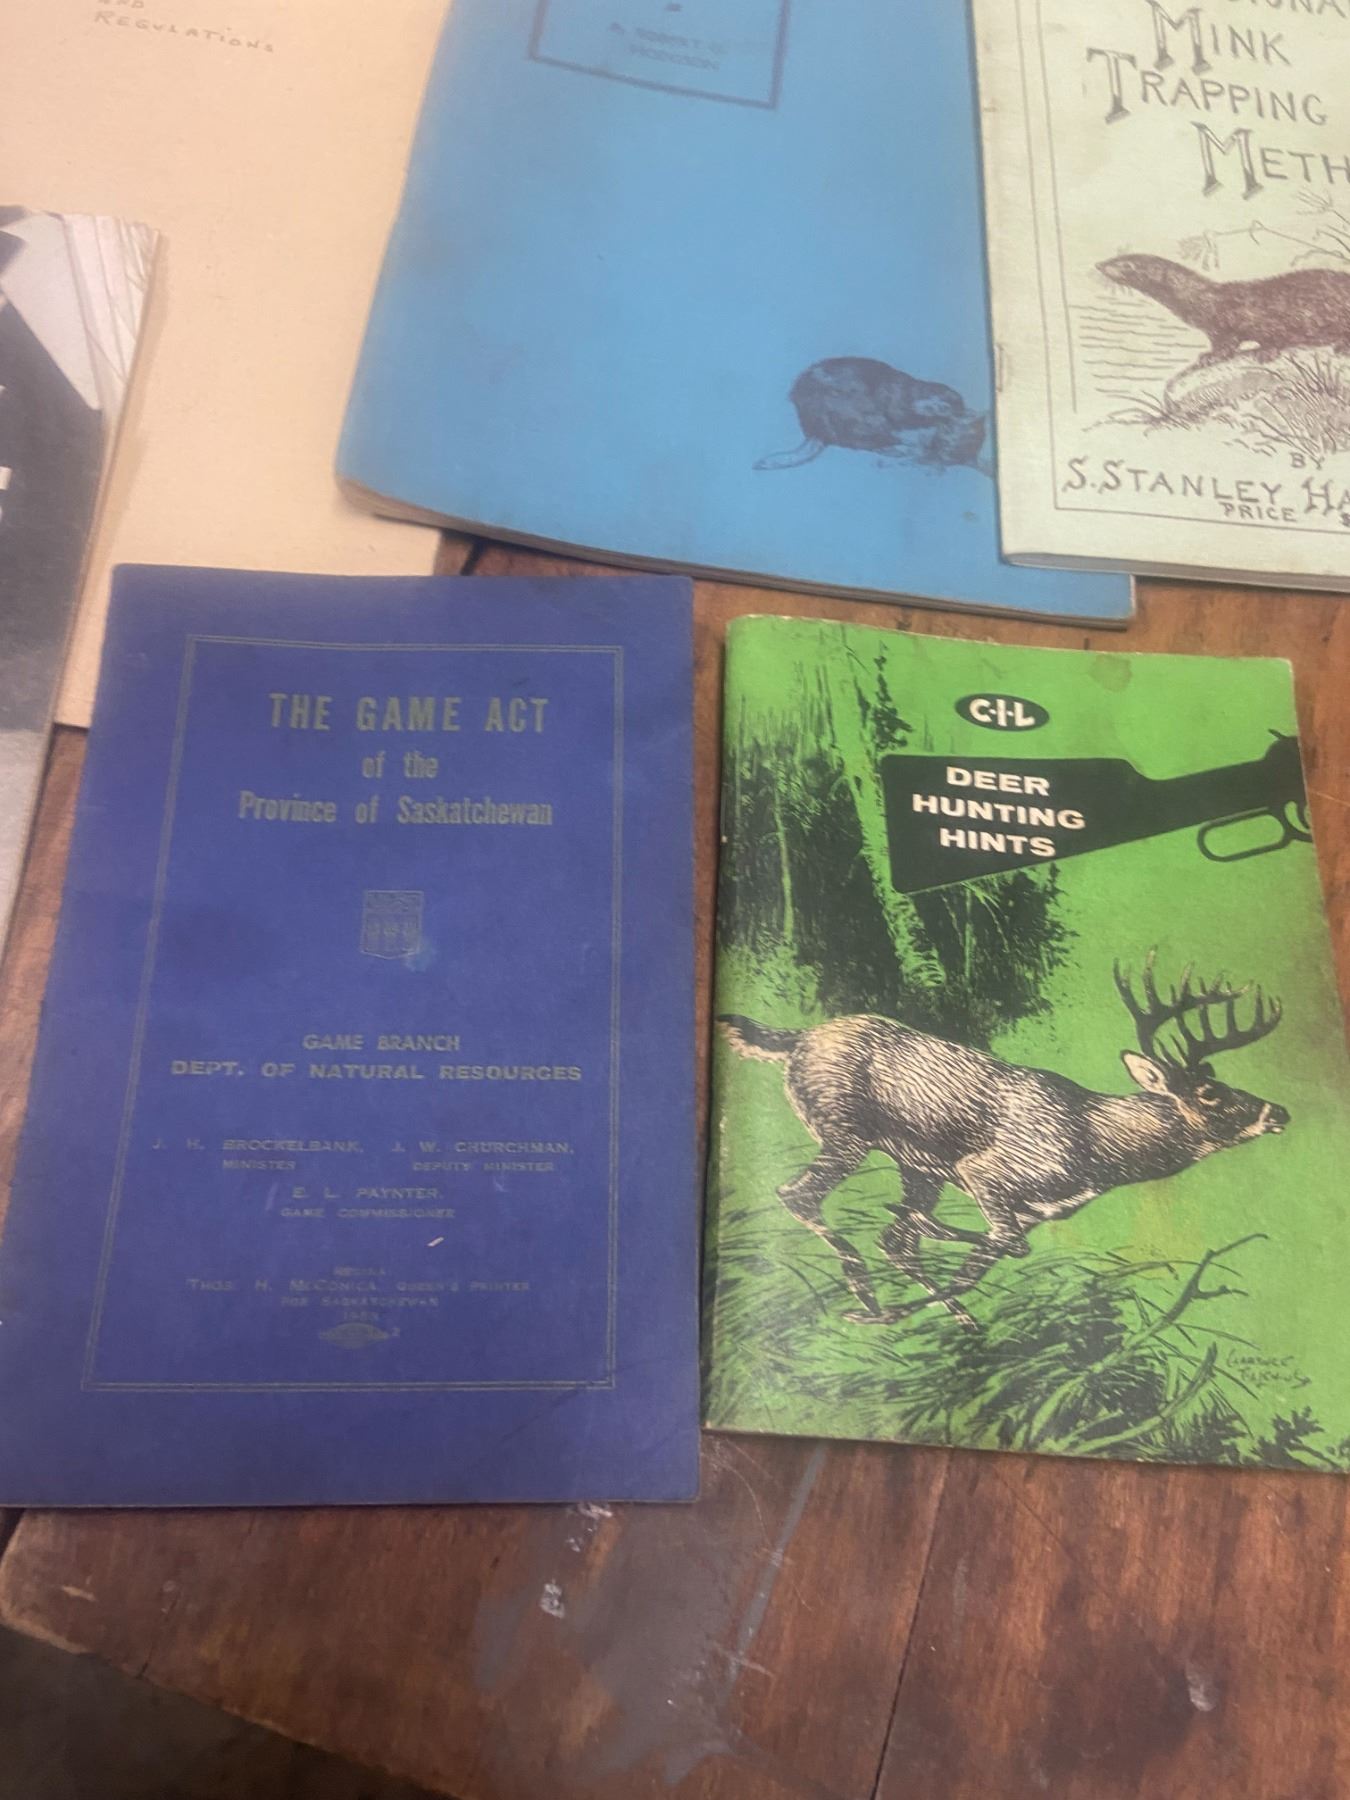 AND
REGULATIONS
MINK
TRAPPING
METH
BY
S. STANLEY HA
PRICE $
THE GAME ACT
of the
Province of Saskatchewan
GAME BRANCH
DEPT. OF NATURAL RESOURCES
J. H. BROCKELBANK, J. W. CHURCHMAN,
MINISTER DEPUTY MINISTER
E. L. PAYNTER,
GAME COMMISSIONER
REGINA
THOS. H. MCCONICA, QUEEN'S PRINTER
FOR SASKATCHEWAN
C-I-L
DEER
HUNTING
HINTS